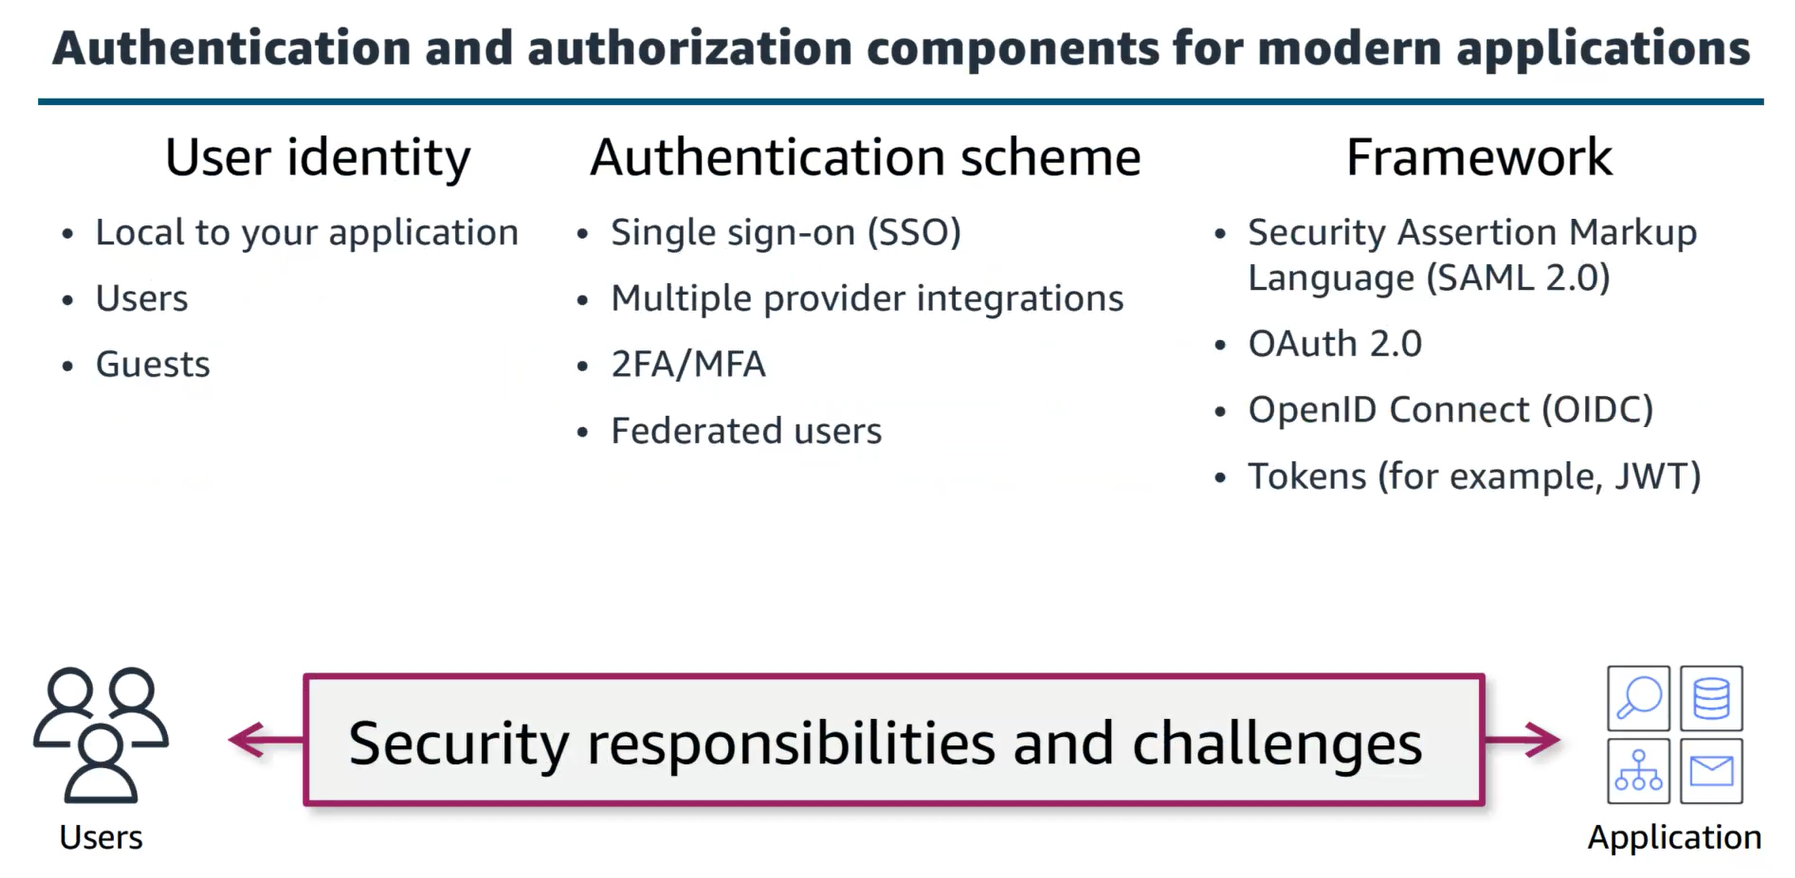 Authentication and authorization components for modern applications
User identity
• Local to your application
• Users
• Guests
Authentication scheme
• Single sign-on (SSO)
• Multiple provider integrations
• 2FA/MFA
• Federated users
Framework
• Security Assertion Markup
Language (SAML 2.0)
• OAuth 2.0
• OpenID Connect (OIDC)
• Tokens (for example, JWT)
Security responsibilities and challenges
Users
Application